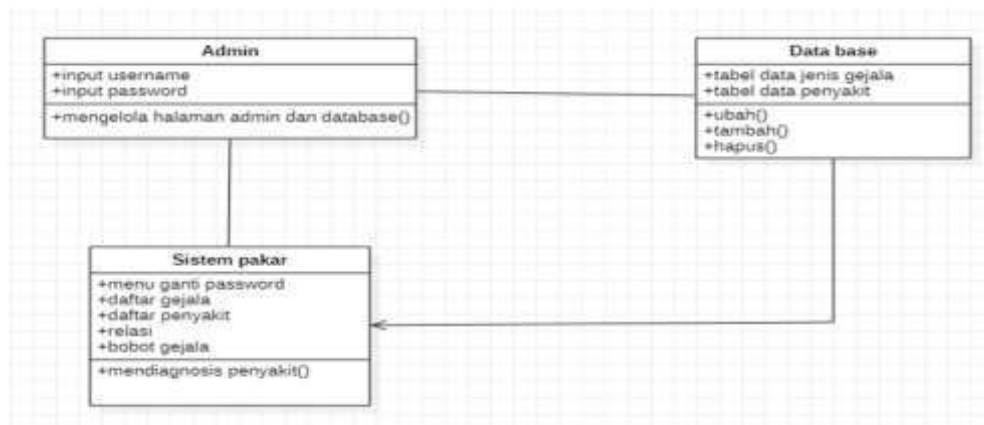 Admin
+input username
+input password
+mengelola halaman admin dan database()
Data base
+tabel data jenis gejala
+tabel data penyakit
+ubah()
+tambah()
+hapus()
Sistem pakar
+menu ganti password
+daftar gejala
+daftar penyakit
+relasi
+bobot gejala
+mendiagnosis penyakit()